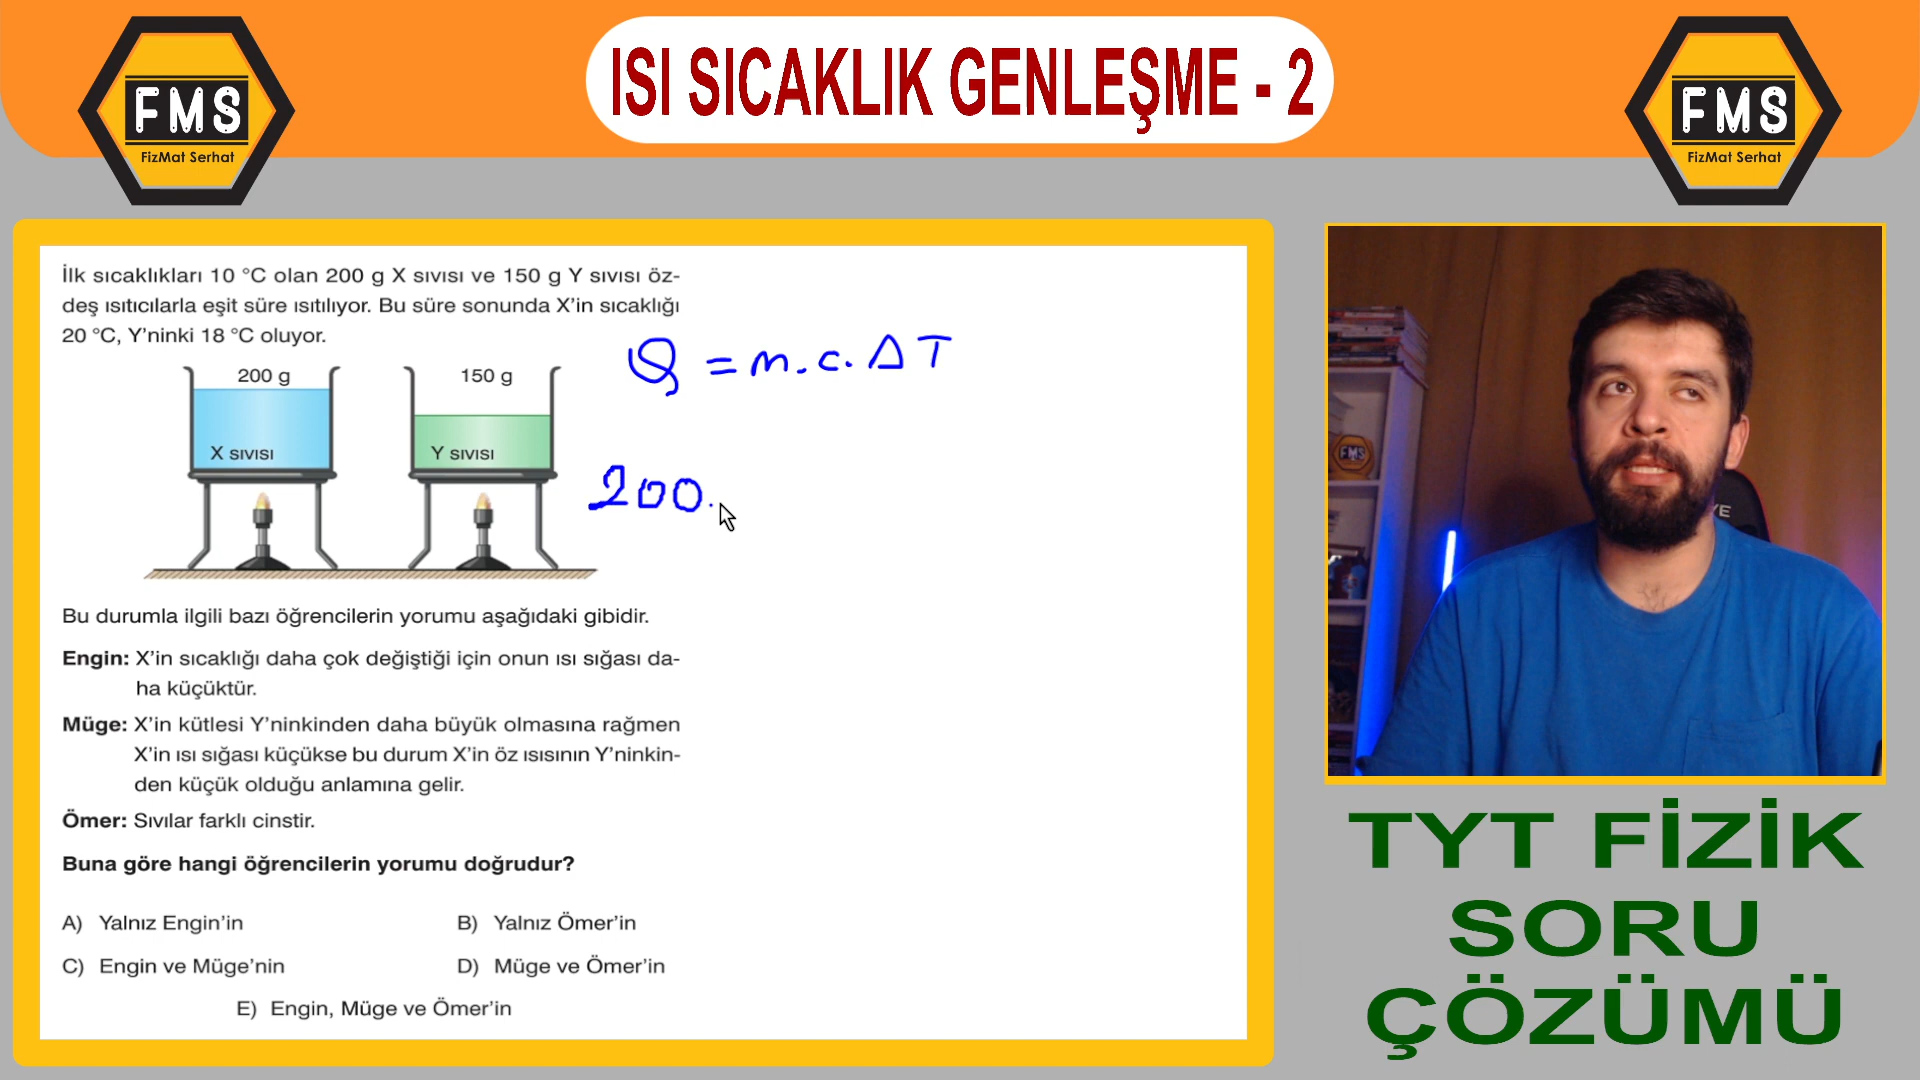 ISI SICAKLIK GENLEŞME - 2
FMS
FizMat Serhat
FMS
FizMat Serhat
İlk sıcaklıkları 10 °C olan 200 g X sıvısı ve 150 g Y sıvısı öz-
deş ısıtıcılarla eşit süre ısıtılıyor. Bu süre sonunda X'in sıcaklığı
20 °C, Y'ninki 18 °C oluyor.
200 g
150 g
X sıvısı
Y sıvısı
Q = m.c.ΔT
200.
Bu durumla ilgili bazı öğrencilerin yorumu aşağıdaki gibidir.
Engin: X'in sıcaklığı daha çok değiştiği için onun ısı sığası da-
ha küçüktür.
Müge: X'in kütlesi Y'ninkinden daha büyük olmasına rağmen
X'in ısı sığası küçükse bu durum X'in öz ısısının Y'ninkin-
den küçük olduğu anlamına gelir.
Ömer: Sıvılar farklı cinstir.
Buna göre hangi öğrencilerin yorumu doğrudur?
A) Yalnız Engin'in
B) Yalnız Ömer'in
C) Engin ve Müge'nin
D) Müge ve Ömer'in
E) Engin, Müge ve Ömer'in
FMS
YE
TYT FİZİK
SORU
ÇÖZÜMÜ